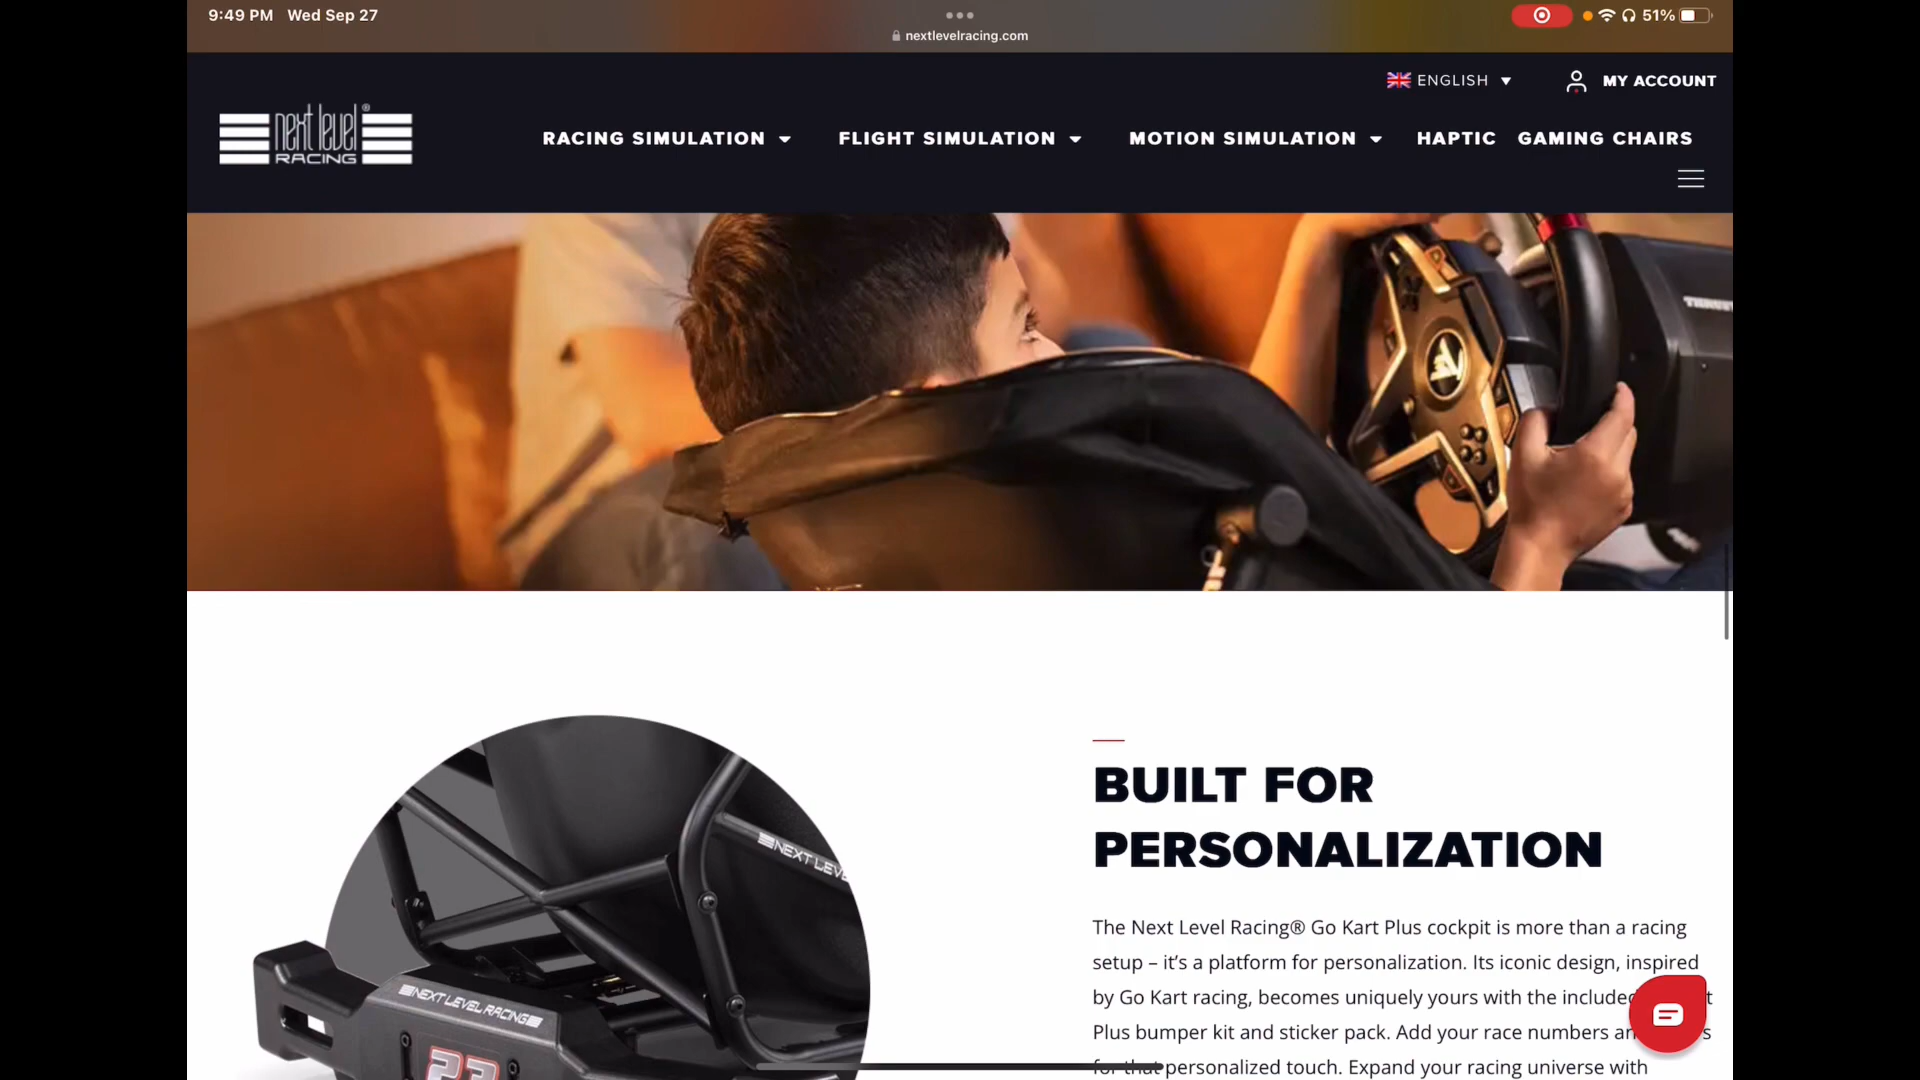 9:49 PM Wed Sep 27
51%
nextlevelracing.com
ENGLISH
MY ACCOUNT
next level®
RACING
RACING SIMULATION
FLIGHT SIMULATION
MOTION SIMULATION
HAPTIC
GAMING CHAIRS
NEXT LEVEL RACING
23
BUILT FOR
PERSONALIZATION
The Next Level Racing® Go Kart Plus cockpit is more than a racing
setup – it’s a platform for personalization. Its iconic design, inspired
by Go Kart racing, becomes uniquely yours with the included
Plus bumper kit and sticker pack. Add your race numbers
for that personalized touch. Expand your racing universe with